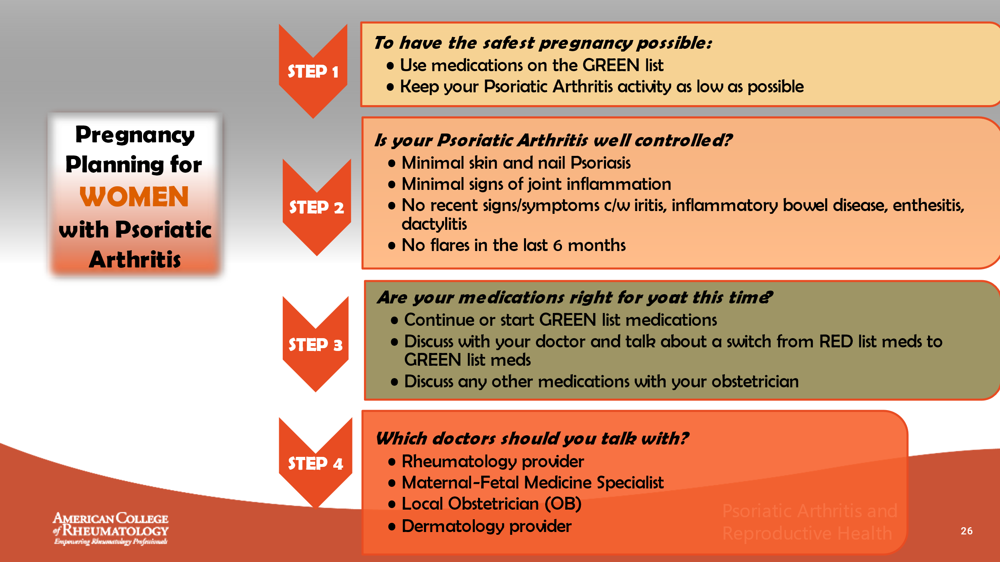 Pregnancy
Planning for
WOMEN
with Psoriatic
Arthritis
STEP 1
To have the safest pregnancy possible:
• Use medications on the GREEN list
• Keep your Psoriatic Arthritis activity as low as possible
STEP 2
Is your Psoriatic Arthritis well controlled?
• Minimal skin and nail Psoriasis
• Minimal signs of joint inflammation
• No recent signs/symptoms c/w iritis, inflammatory bowel disease, enthesitis,
dactylitis
• No flares in the last 6 months
STEP 3
Are your medications right for yoat this time?
• Continue or start GREEN list medications
• Discuss with your doctor and talk about a switch from RED list meds to
GREEN list meds
• Discuss any other medications with your obstetrician
STEP 4
Which doctors should you talk with?
• Rheumatology provider
• Maternal-Fetal Medicine Specialist
• Local Obstetrician (OB)
• Dermatology provider
AMERICAN COLLEGE
of RHEUMATOLOGY
Empowering Rheumatology Professionals
Psoriatic Arthritis and
Reproductive Health
26